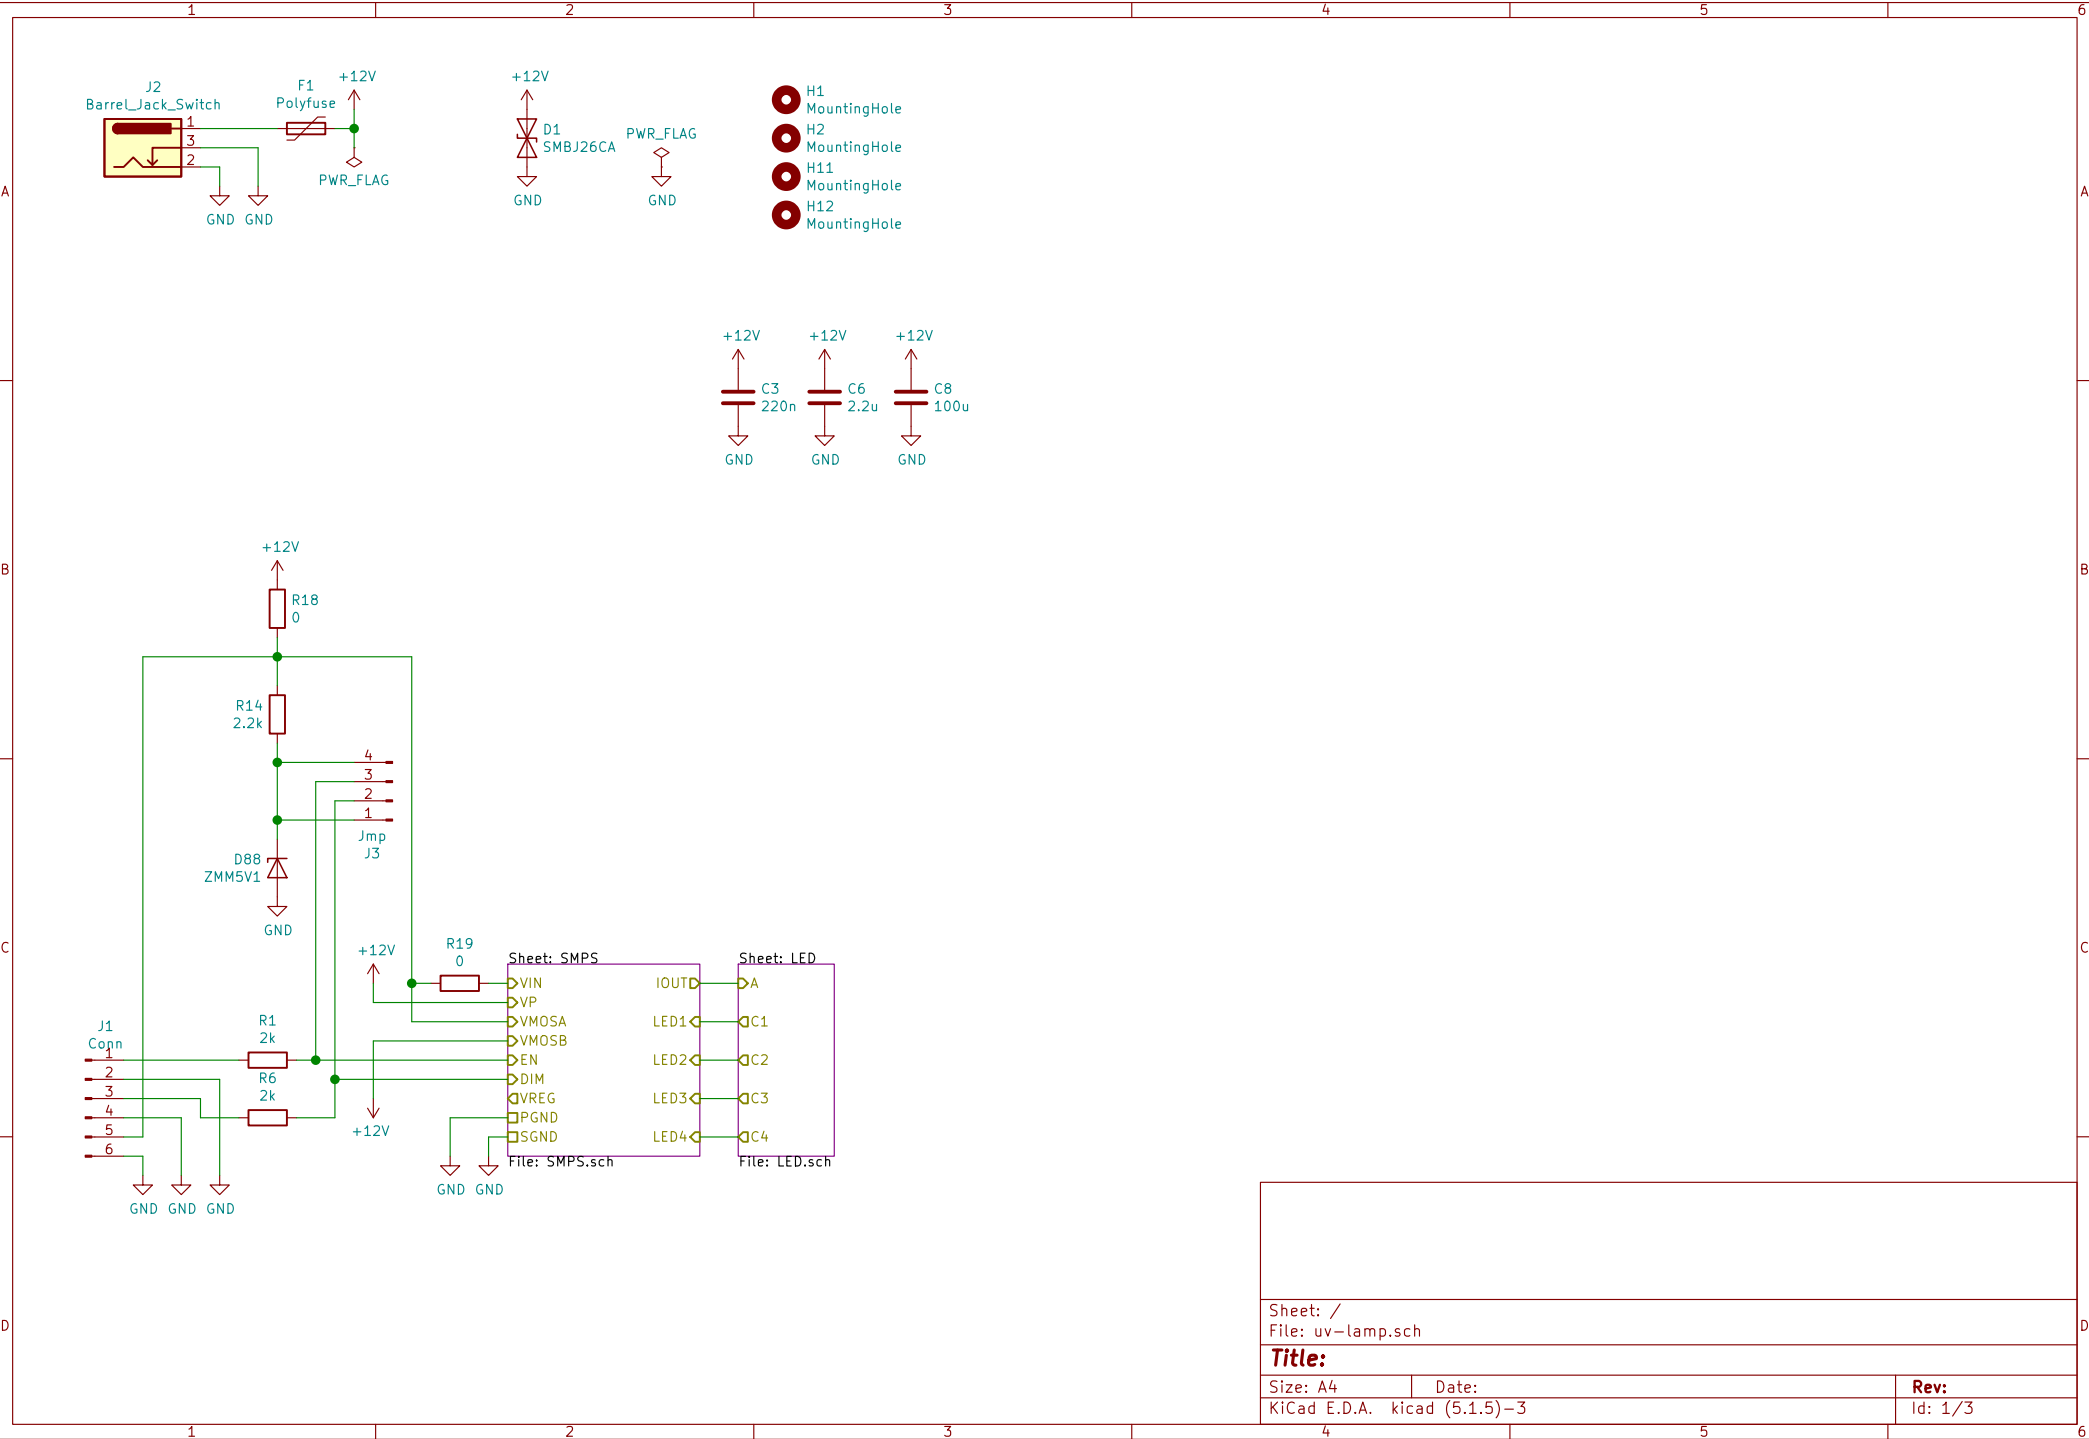 1 2 3 4 5 6
A A
B B
C C
D D
J2
Barrel_Jack_Switch
1
3
2
GND GND
F1
Polyfuse
+12V
PWR_FLAG
+12V
D1
SMBJ26CA
GND
PWR_FLAG
GND
H1
MountingHole
H2
MountingHole
H11
MountingHole
H12
MountingHole
+12V +12V +12V
C3
220n
C6
2.2u
C8
100u
GND GND GND
+12V
R18
0
R14
2.2k
4
3
2
1
Jmp
J3
D88
ZMM5V1
GND
+12V
R19
0
J1
Conn
1
2
3
4
5
6
R1
2k
R6
2k
+12V
GND GND GND
GND GND
Sheet: SMPS
VIN
VP
VMOSA
VMOSB
EN
DIM
VREG
PGND
SGND
IOUT
LED1
LED2
LED3
LED4
File: SMPS.sch
Sheet: LED
A
C1
C2
C3
C4
File: LED.sch
Sheet: /
File: uv-lamp.sch
Title:
Size: A4 Date: Rev:
KiCad E.D.A. kicad (5.1.5)-3 Id: 1/3
1 2 3 4 5 6